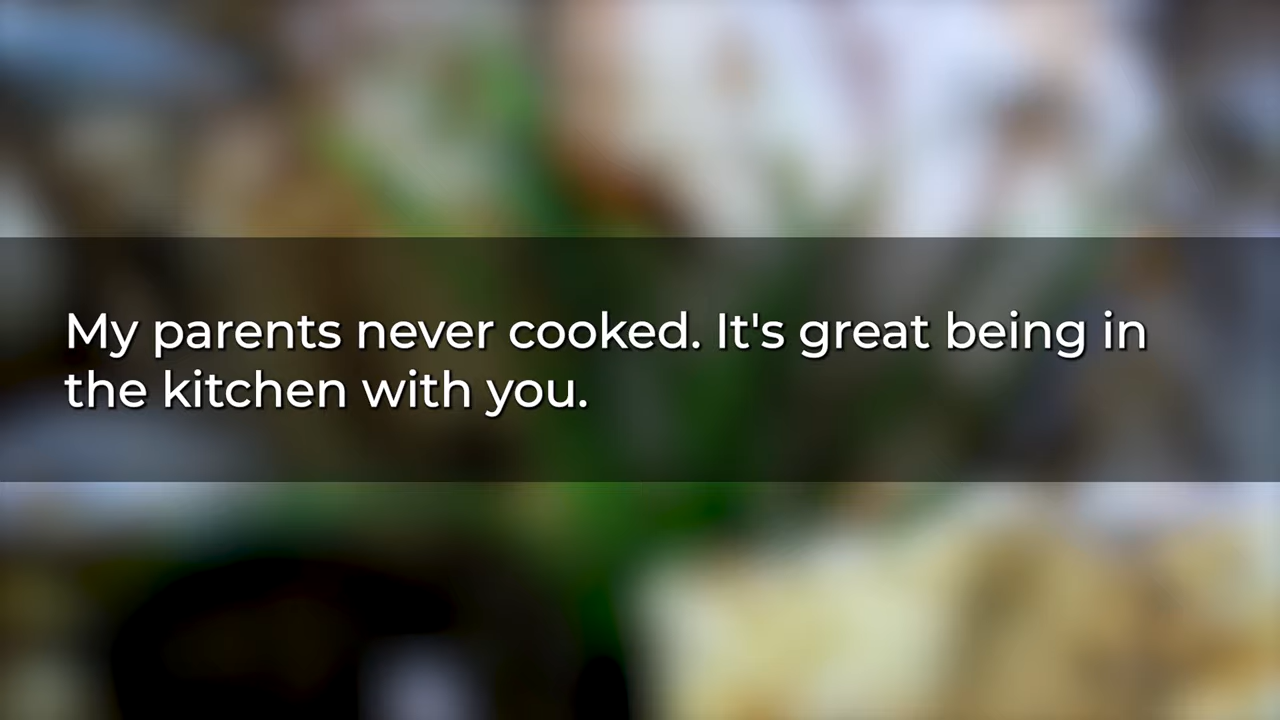 My parents never cooked. It's great being in
the kitchen with you.